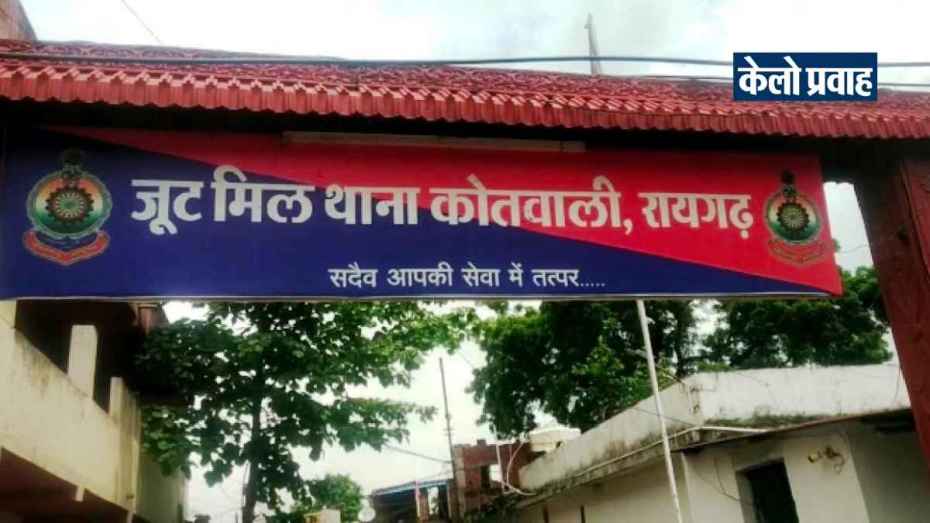 केलो प्रवाह
जूट मिल थाना कोतवाली, रायगढ़
सदैव आपकी सेवा में तत्पर.....